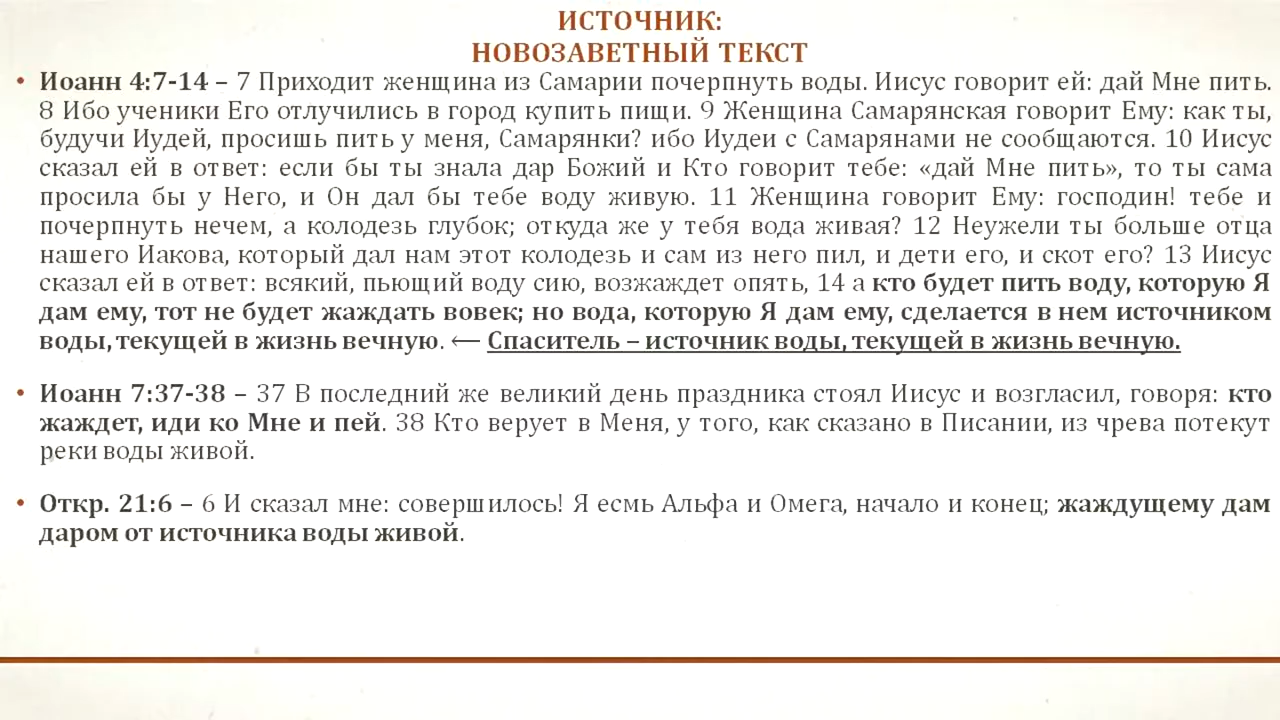 ИСТОЧНИК:
НОВОЗАВЕТНЫЙ ТЕКСТ
• Иоанн 4:7-14 – 7 Приходит женщина из Самарии почерпнуть воды. Иисус говорит ей: дай Мне пить.
8 Ибо ученики Его отлучились в город купить пищи. 9 Женщина Самарянская говорит Ему: как ты,
будучи Иудей, просишь пить у меня, Самарянки? ибо Иудеи с Самарянами не сообщаются. 10 Иисус
сказал ей в ответ: если бы ты знала дар Божий и Кто говорит тебе: «дай Мне пить», то ты сама
просила бы у Него, и Он дал бы тебе воду живую. 11 Женщина говорит Ему: господин! тебе и
почерпнуть нечем, а колодезь глубок; откуда же у тебя вода живая? 12 Неужели ты больше отца
нашего Иакова, который дал нам этот колодезь и сам из него пил, и дети его, и скот его? 13 Иисус
сказал ей в ответ: всякий, пьющий воду сию, возжаждет опять, 14 а кто будет пить воду, которую Я
дам ему, тот не будет жаждать вовек; но вода, которую Я дам ему, сделается в нем источником
воды, текущей в жизнь вечную. ⟵ Спаситель – источник воды, текущей в жизнь вечную.
• Иоанн 7:37-38 – 37 В последний же великий день праздника стоял Иисус и возгласил, говоря: кто
жаждет, иди ко Мне и пей. 38 Кто верует в Меня, у того, как сказано в Писании, из чрева потекут
реки воды живой.
• Откр. 21:6 – 6 И сказал мне: совершилось! Я есмь Альфа и Омега, начало и конец; жаждущему дам
даром от источника воды живой.